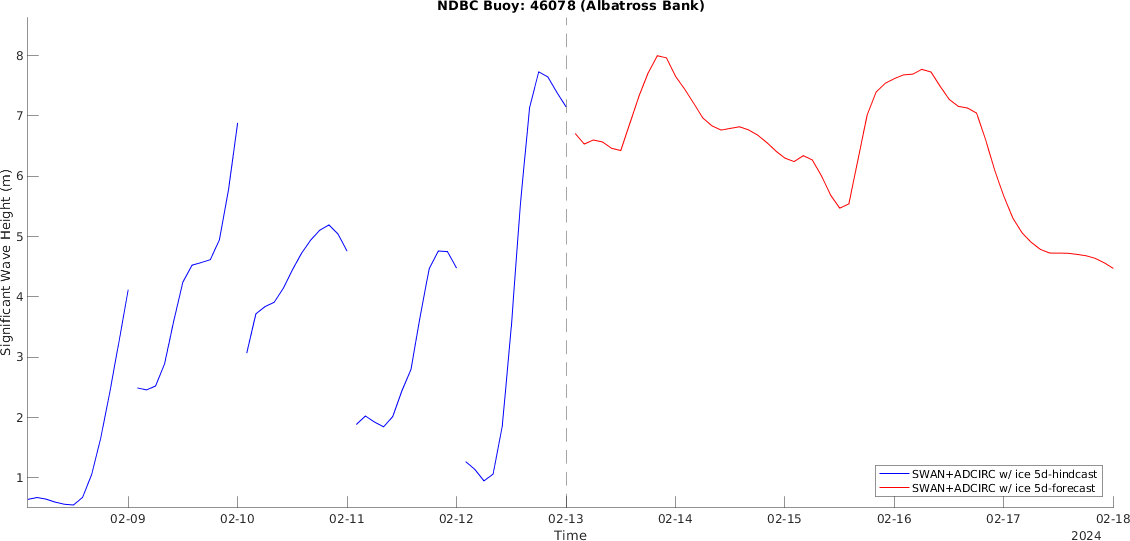 NDBC Buoy: 46078 (Albatross Bank)
Significant Wave Height (m)
8
7
6
5
4
3
2
1
SWAN+ADCIRC w/ ice 5d-hindcast
SWAN+ADCIRC w/ ice 5d-forecast
02-09 02-10 02-11 02-12 02-13 02-14 02-15 02-16 02-17 02-18
Time
2024